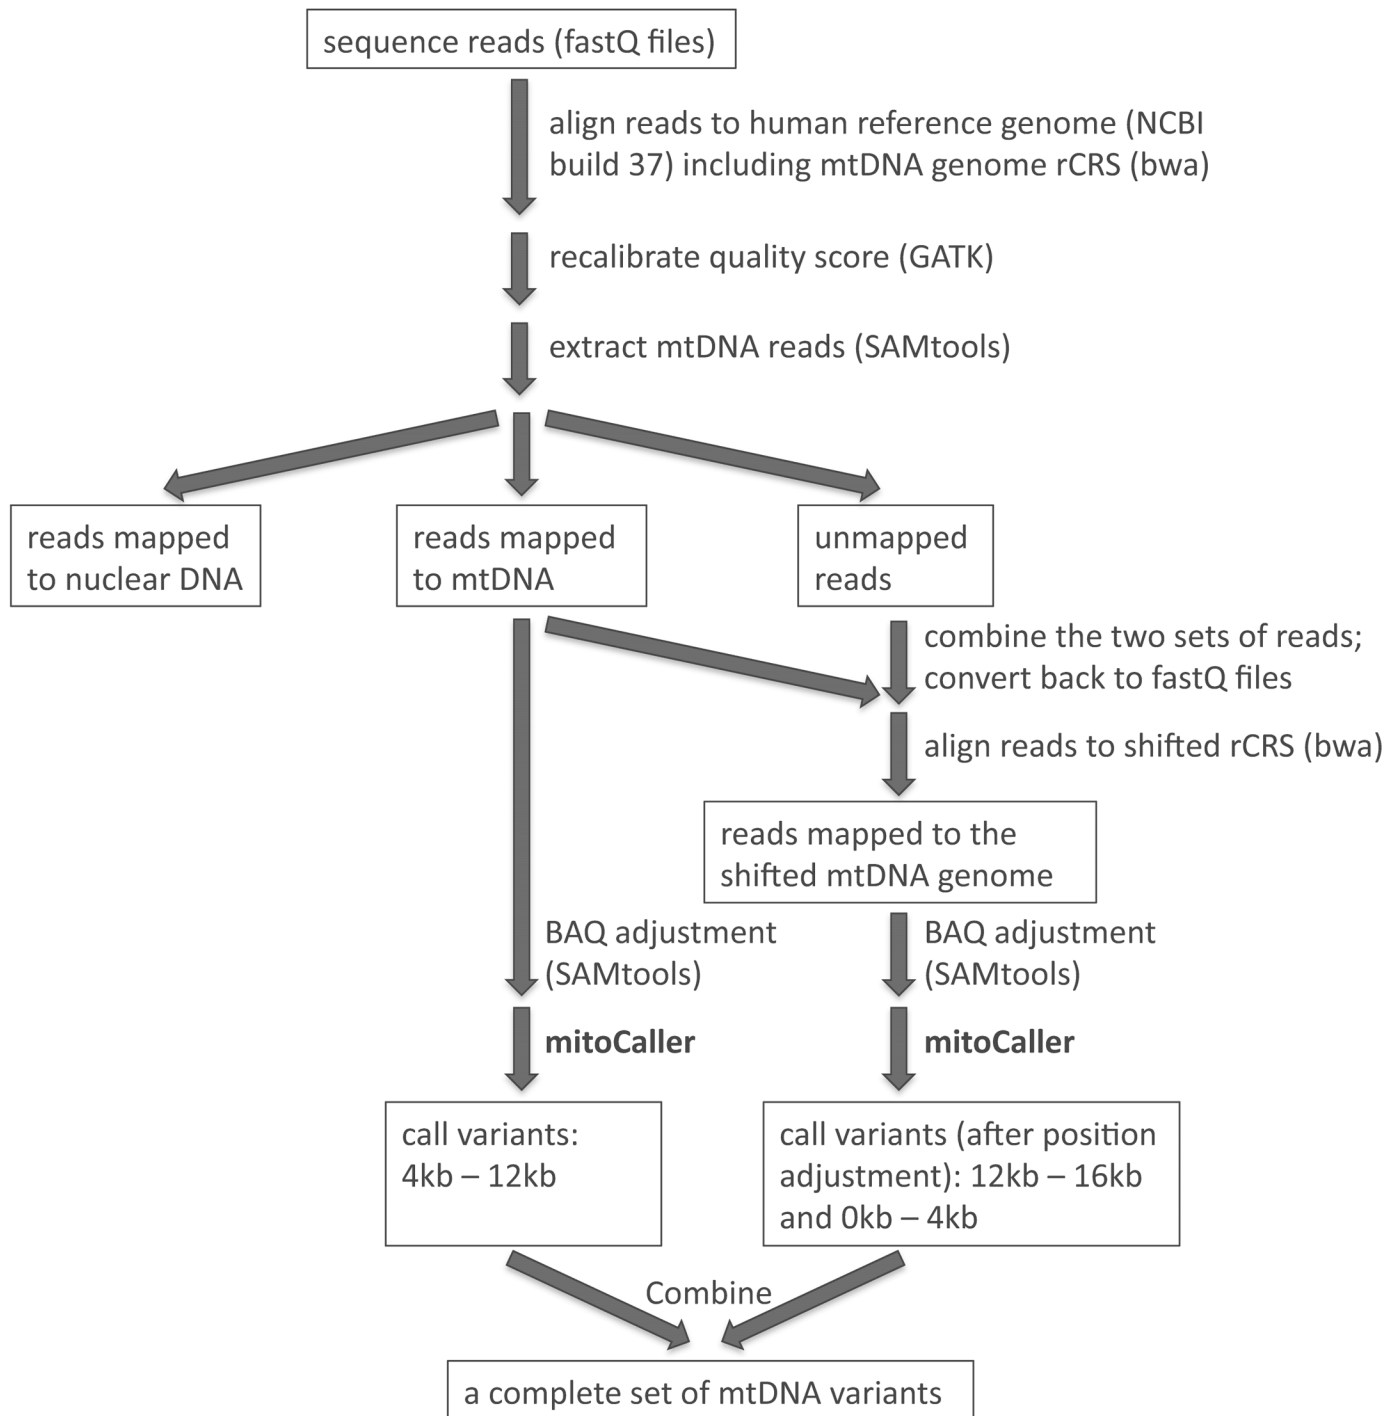 sequence reads (fastQ files)
align reads to human reference genome (NCBI
build 37) including mtDNA genome rCRS (bwa)
recalibrate quality score (GATK)
extract mtDNA reads (SAMtools)
reads mapped
to nuclear DNA
reads mapped
to mtDNA
unmapped
reads
combine the two sets of reads;
convert back to fastQ files
align reads to shifted rCRS (bwa)
reads mapped to the
shifted mtDNA genome
BAQ adjustment
(SAMtools)
BAQ adjustment
(SAMtools)
mitoCaller
mitoCaller
call variants:
4kb – 12kb
call variants (after position
adjustment): 12kb – 16kb
and 0kb – 4kb
Combine
a complete set of mtDNA variants